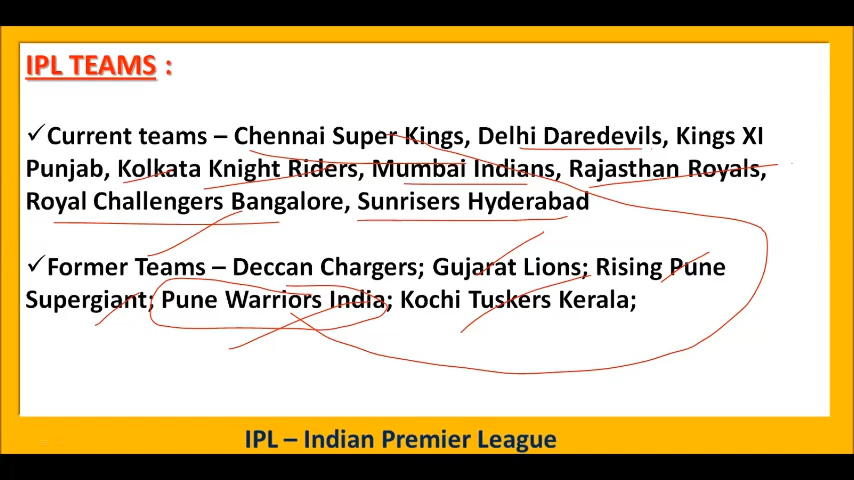 IPL TEAMS :
✓Current teams – Chennai Super Kings, Delhi Daredevils, Kings XI
Punjab, Kolkata Knight Riders, Mumbai Indians, Rajasthan Royals,
Royal Challengers Bangalore, Sunrisers Hyderabad
✓Former Teams – Deccan Chargers; Gujarat Lions; Rising Pune
Supergiant; Pune Warriors India; Kochi Tuskers Kerala;
IPL – Indian Premier League